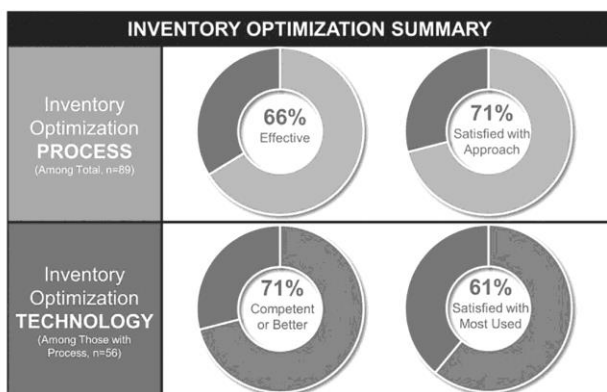 INVENTORY OPTIMIZATION SUMMARY
Inventory
Optimization
PROCESS
(Among Total, n=89)
66%
Effective
71%
Satisfied with
Approach
Inventory
Optimization
TECHNOLOGY
(Among Those with
Process, n=56)
71%
Competent
or Better
61%
Satisfied with
Most Used